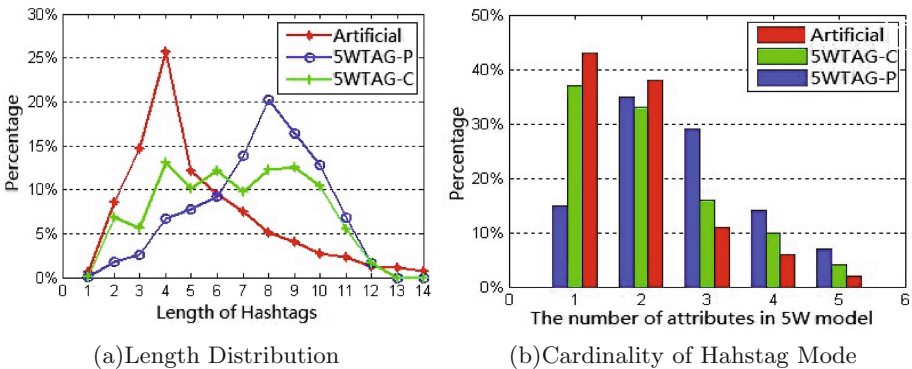 30%
25%
20%
15%
10%
5%
0%
Percentage
Artificial
5WTAG-P
5WTAG-C
0 1 2 3 4 5 6 7 8 9 10 11 12 13 14
Length of Hashtags
(a)Length Distribution
50%
40%
30%
20%
10%
0%
Percentage
Artificial
5WTAG-C
5WTAG-P
0 1 2 3 4 5 6
The number of attributes in 5W model
(b)Cardinality of Hahstag Mode